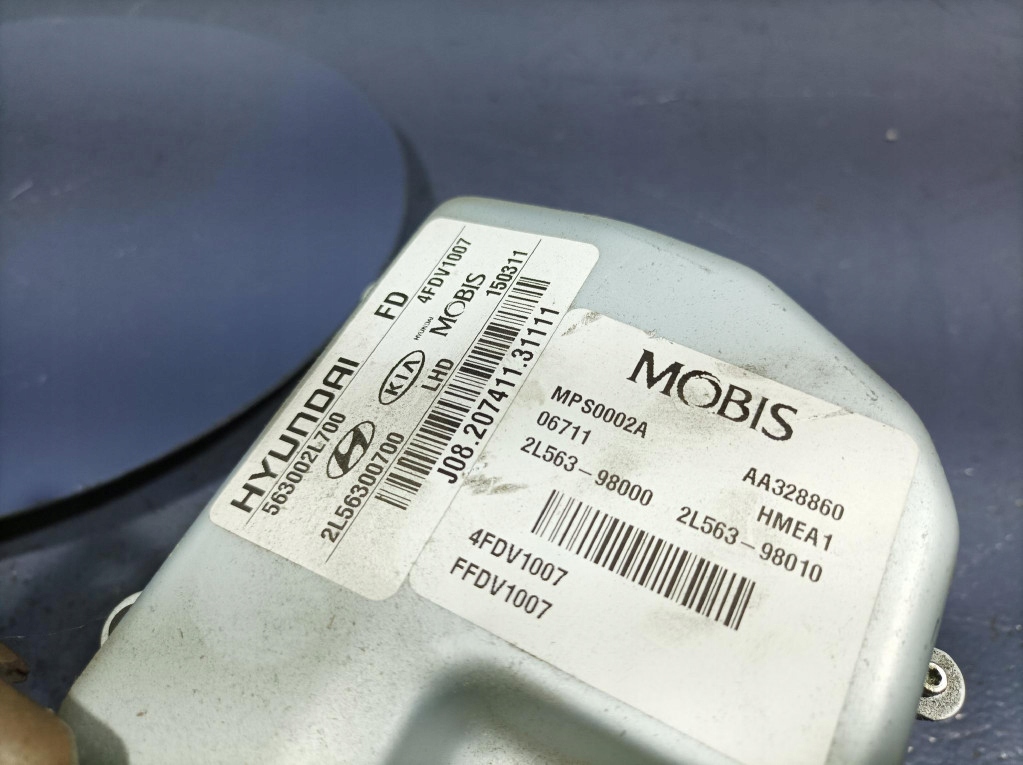 HYUNDAI FD
563002L700 4FDV1007
KIA HYUNDAI MOBIS
2L56300700 LHD 150311
J08.207411.31111
MOBIS
MPS0002A AA328860
06711 HMEA1
2L563-98000 2L563-98010
4FDV1007
FFDV1007